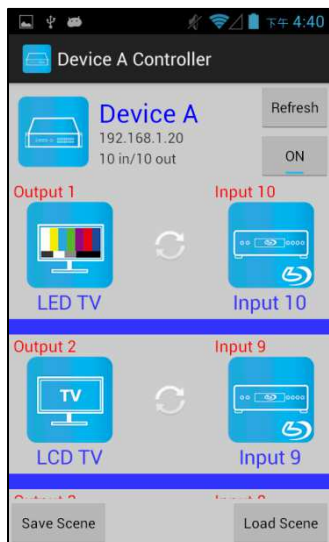 下午 4:40
Device A Controller
Device A
192.168.1.20
10 in/10 out
Refresh
ON
Output 1
Input 10
LED TV
Input 10
Output 2
Input 9
TV
LCD TV
Input 9
Save Scene
Load Scene